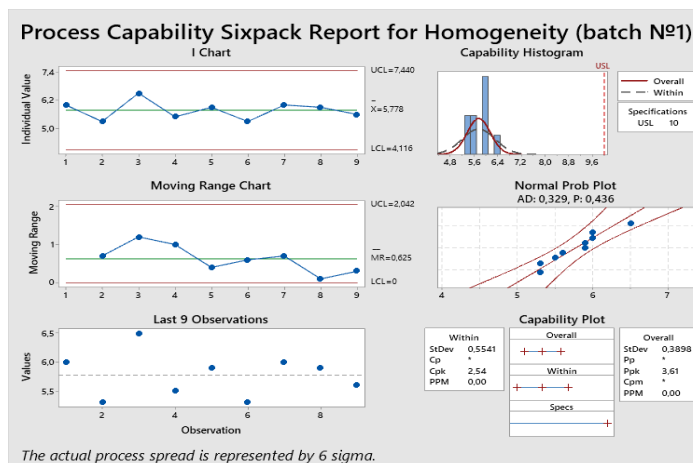 Process Capability Sixpack Report for Homogeneity (batch №1)
I Chart
Individual Value
7,4
6,2
5,0
1 2 3 4 5 6 7 8 9
UCL=7,440
X=5,778
LCL=4,116
Capability Histogram
USL
4,8 5,6 6,4 7,2 8,0 8,8 9,6
Overall
Within
Specifications
USL 10
Moving Range Chart
Moving Range
2
1
0
1 2 3 4 5 6 7 8 9
UCL=2,042
MR=0,625
LCL=0
Normal Prob Plot
AD: 0,329, P: 0,436
4 5 6 7
Last 9 Observations
Values
6,5
6,0
5,5
2 4 6 8
Observation
Capability Plot
Within
StDev 0,5541
Cp *
Cpk 2,54
PPM 0,00
Overall
Within
Specs
Overall
StDev 0,3898
Pp *
Ppk 3,61
Cpm *
PPM 0,00
The actual process spread is represented by 6 sigma.